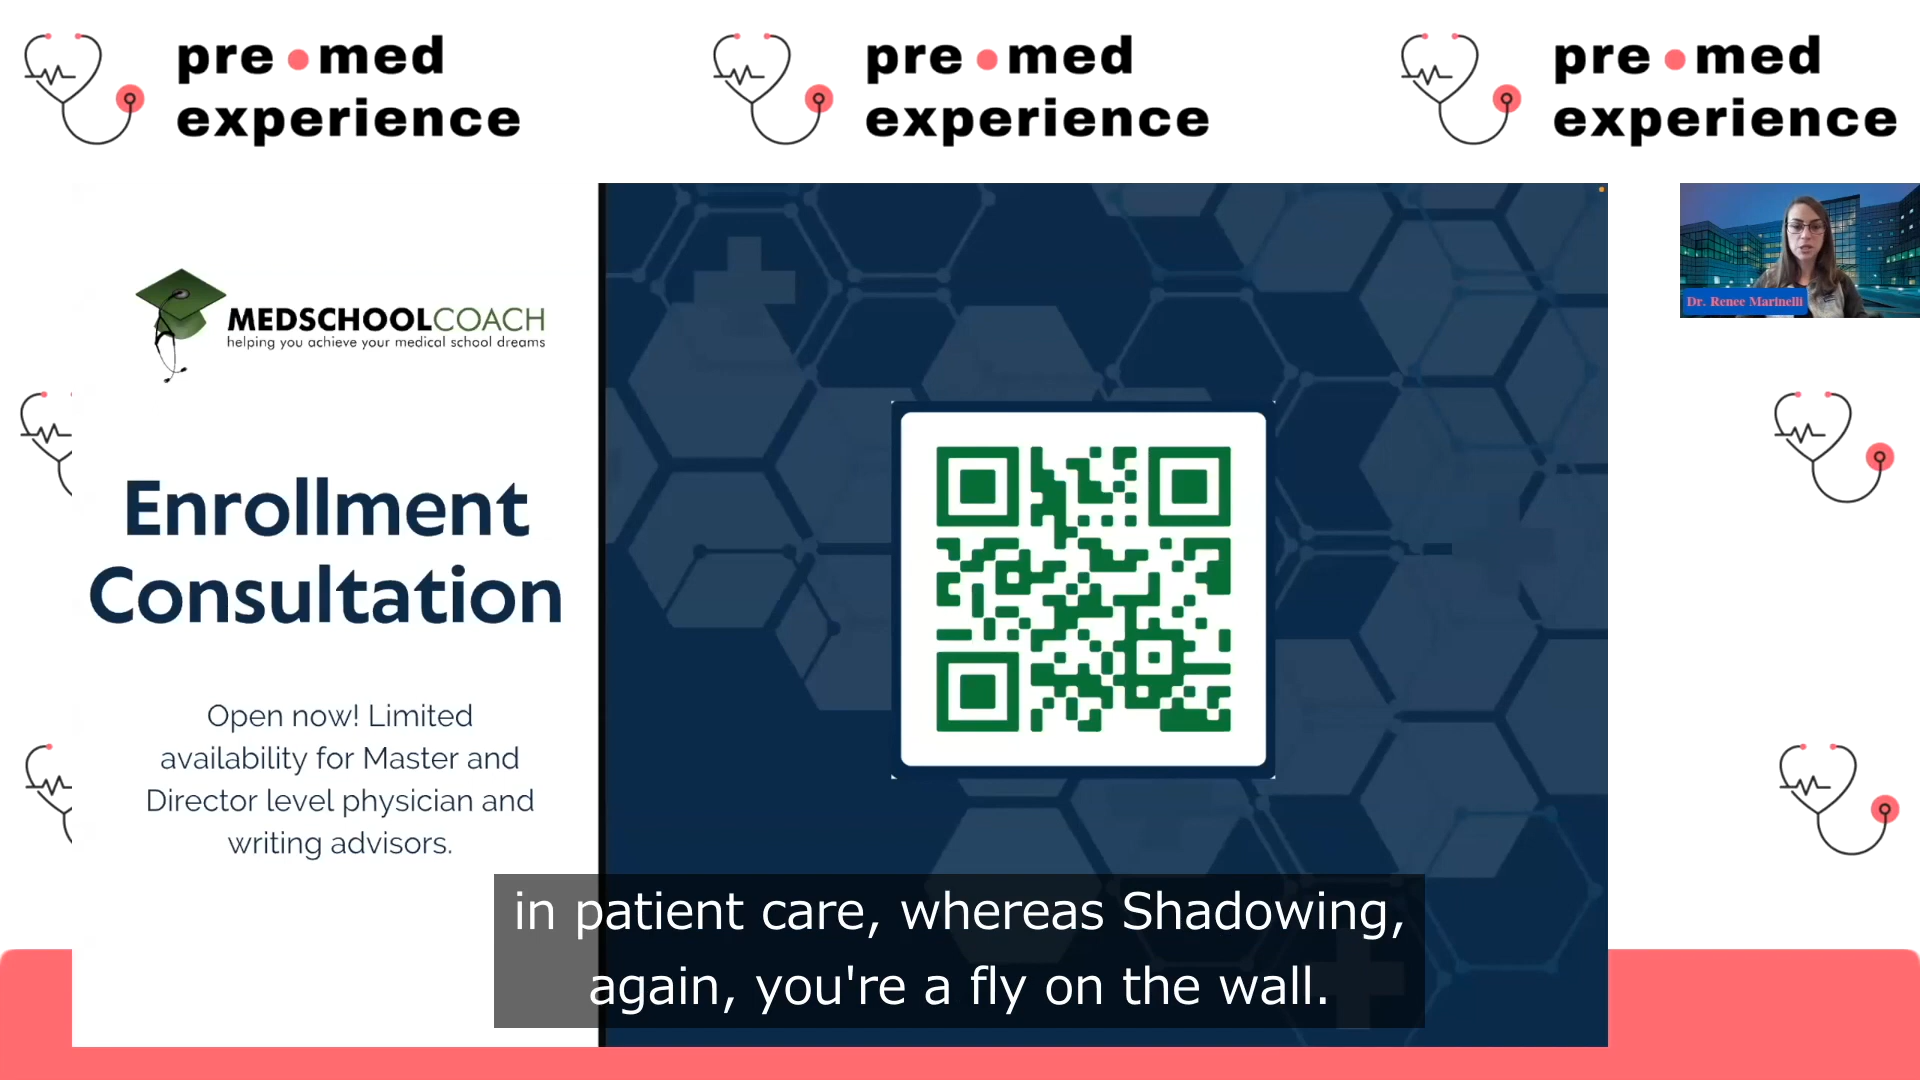 pre med
experience
pre med
experience
pre med
experience
Dr. Renee Marinelli
MEDSCHOOLCOACH
helping you achieve your medical school dreams
Enrollment
Consultation
Open now! Limited
availability for Master and
Director level physician and
writing advisors.
in patient care, whereas Shadowing,
again, you're a fly on the wall.